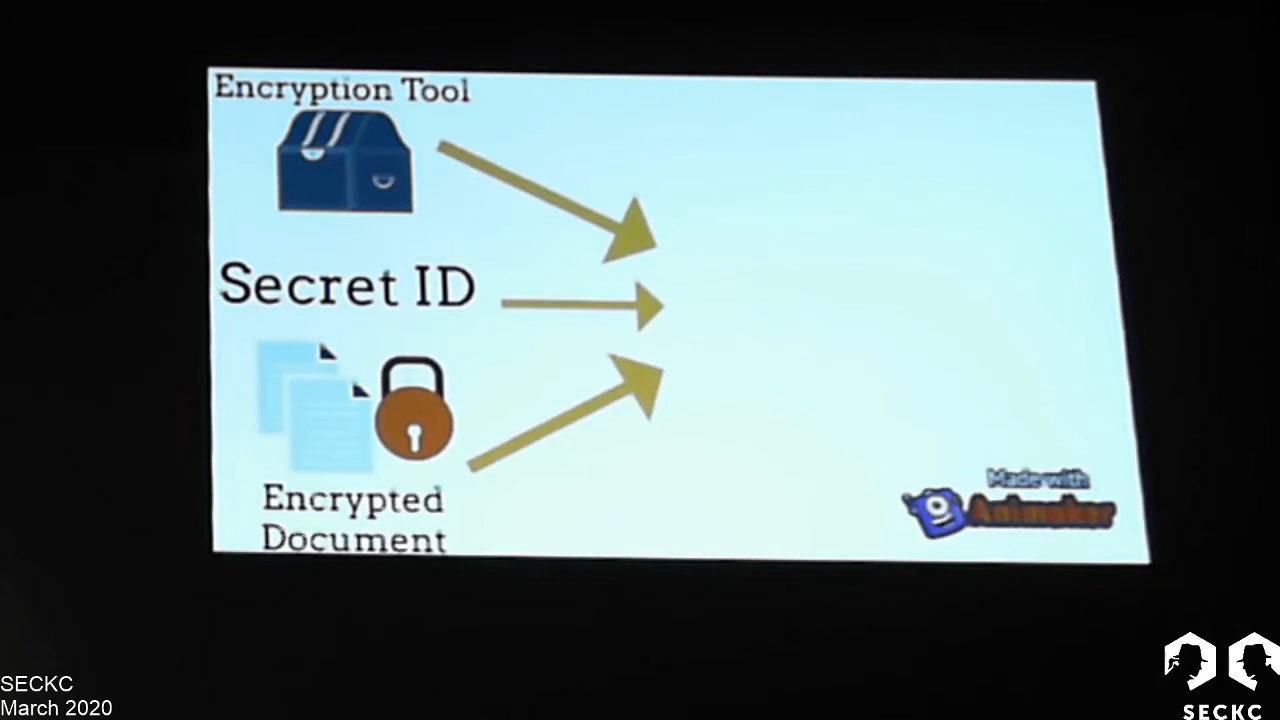 Encryption Tool
Secret ID
Encrypted
Document
Made with
Animaker
SECKC
March 2020
SECKC